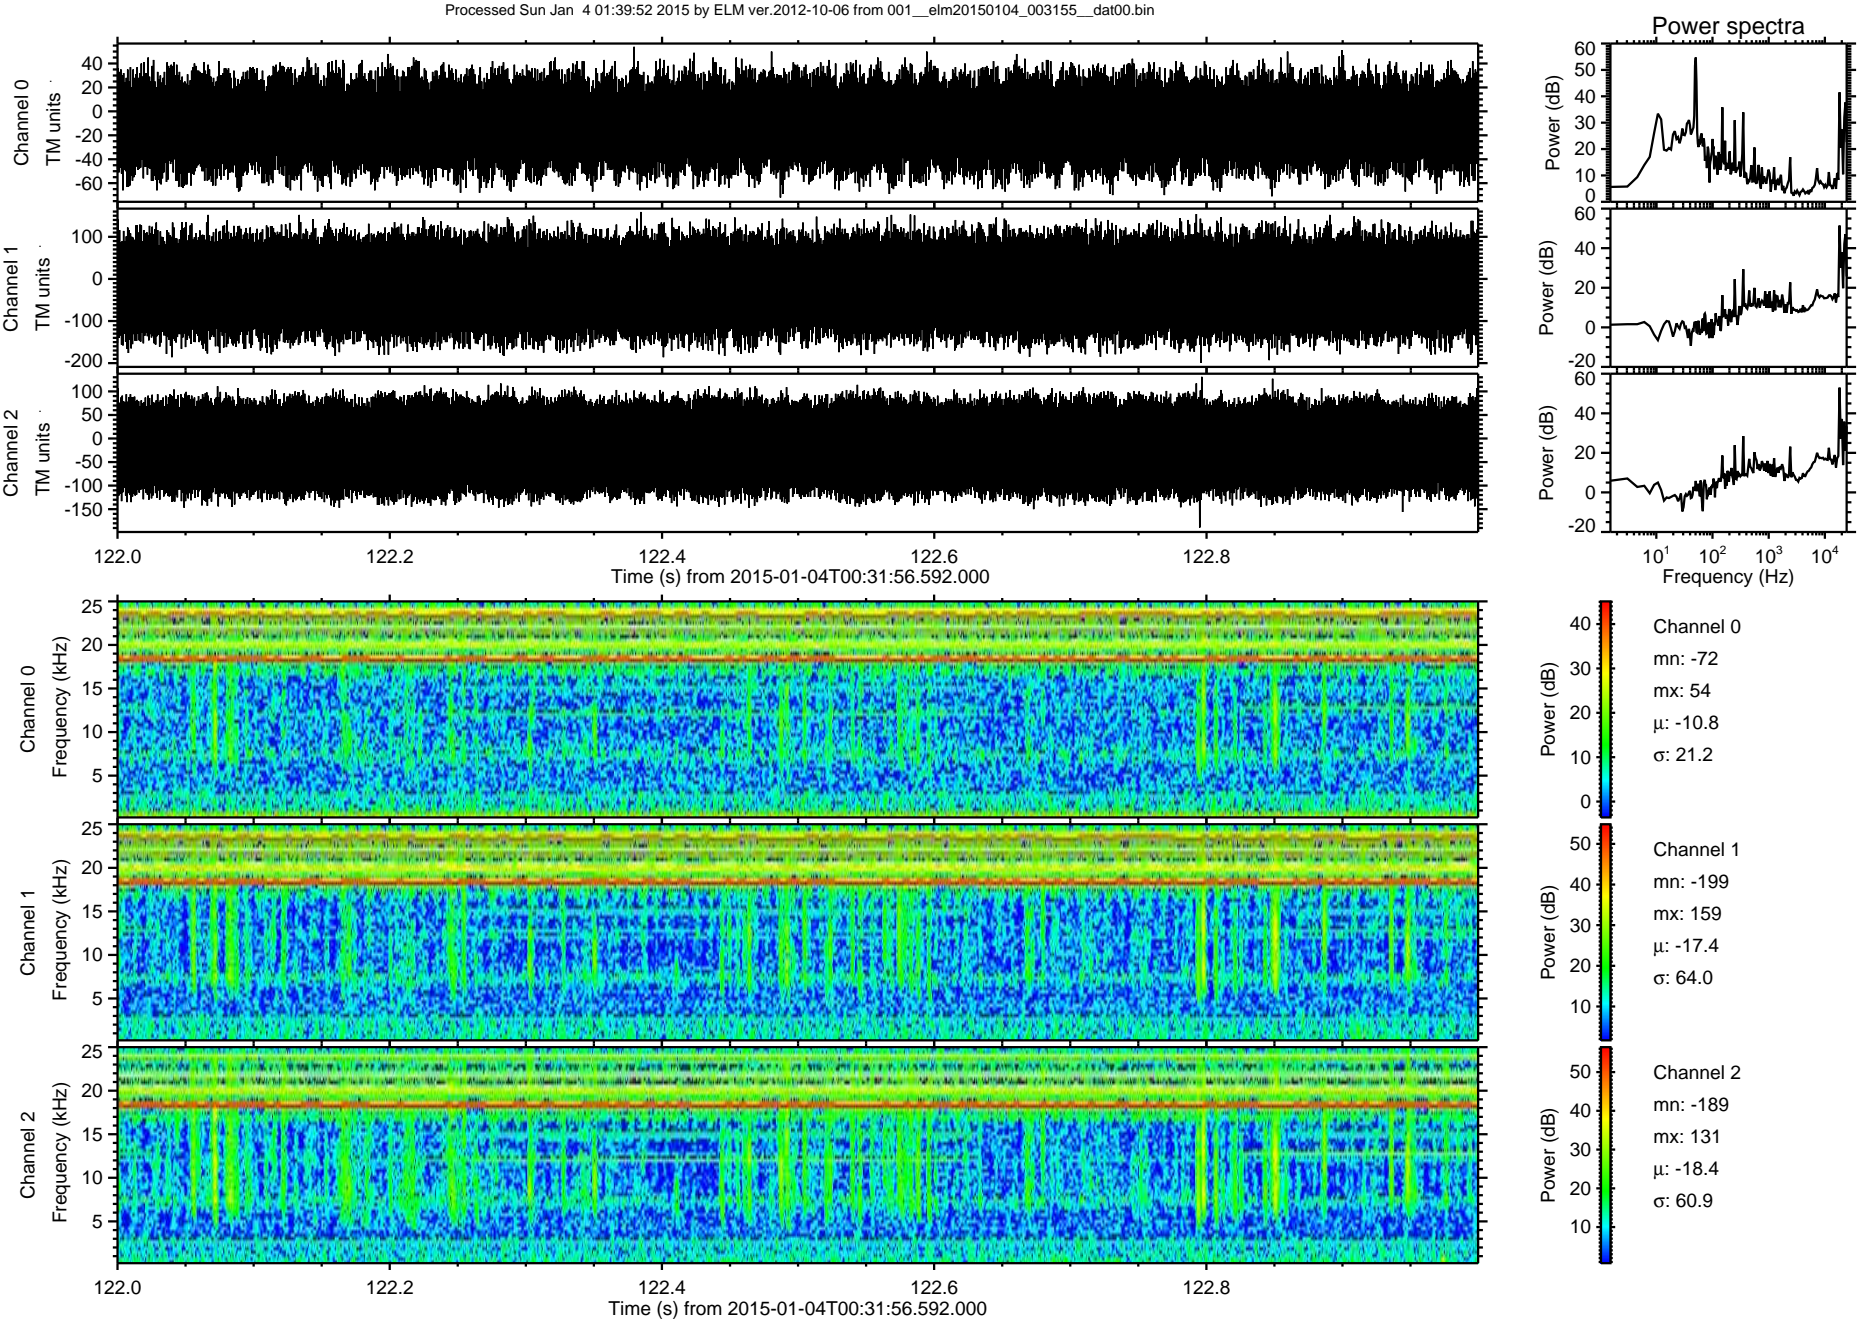 Processed Sun Jan  4 01:39:52 2015 by ELM ver.2012-10-06 from 001__elm20150104_003155__dat00.bin
Power spectra
Channel 0
TM units
40
20
0
-20
-40
-60
Power (dB)
60
50
40
30
20
10
0
Channel 1
TM units
100
0
-100
-200
Power (dB)
60
40
20
0
-20
Channel 2
TM units
100
50
0
-50
-100
-150
Power (dB)
60
40
20
0
-20
122.0 122.2 122.4 122.6 122.8
Time (s) from 2015-01-04T00:31:56.592.000
10¹ 10² 10³ 10⁴
Frequency (Hz)
Channel 0
Frequency (kHz)
25
20
15
10
5
Power (dB)
40
30
20
10
0
Channel 0
mn: -72
mx: 54
μ: -10.8
σ: 21.2
Channel 1
Frequency (kHz)
25
20
15
10
5
Power (dB)
50
40
30
20
10
Channel 1
mn: -199
mx: 159
μ: -17.4
σ: 64.0
Channel 2
Frequency (kHz)
25
20
15
10
5
Power (dB)
50
40
30
20
10
Channel 2
mn: -189
mx: 131
μ: -18.4
σ: 60.9
122.0 122.2 122.4 122.6 122.8
Time (s) from 2015-01-04T00:31:56.592.000